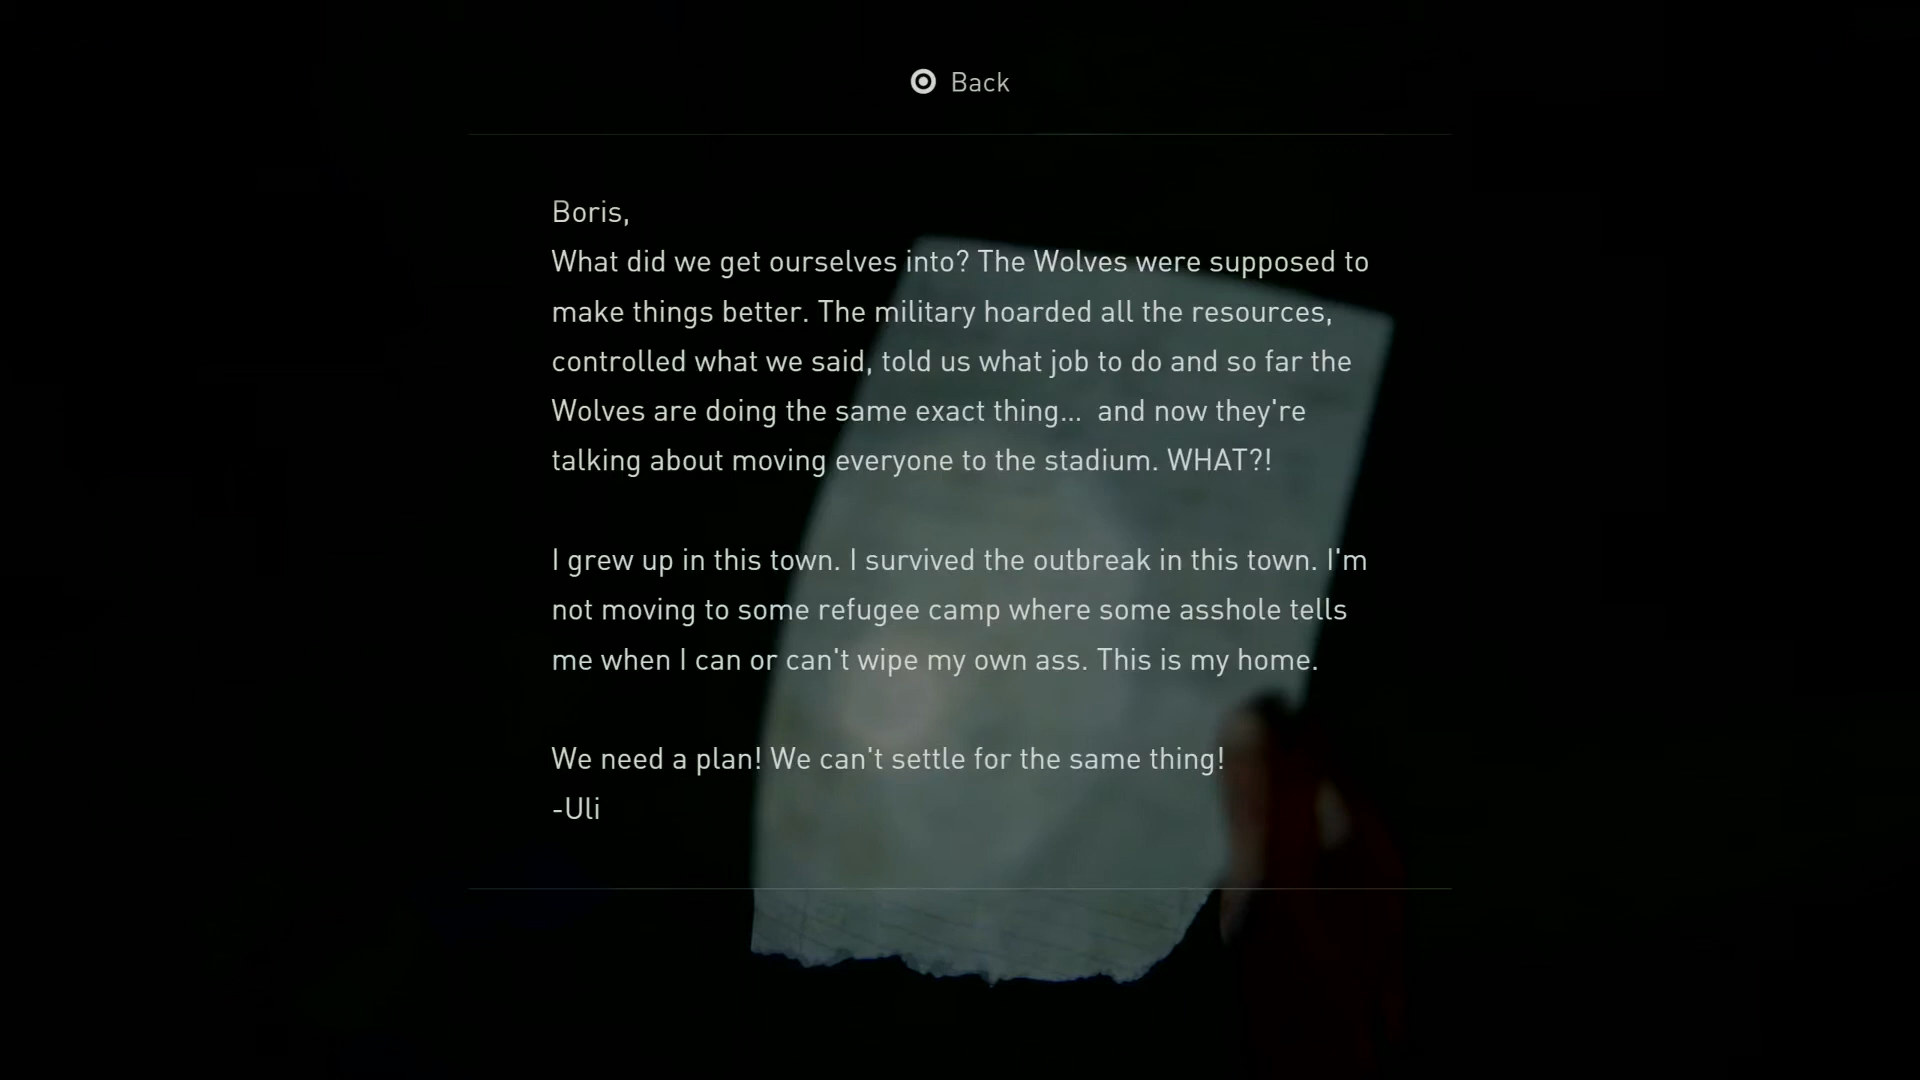 Back
Boris,
What did we get ourselves into? The Wolves were supposed to
make things better. The military hoarded all the resources,
controlled what we said, told us what job to do and so far the
Wolves are doing the same exact thing...  and now they're
talking about moving everyone to the stadium. WHAT?!
I grew up in this town. I survived the outbreak in this town. I'm
not moving to some refugee camp where some asshole tells
me when I can or can't wipe my own ass. This is my home.
We need a plan! We can't settle for the same thing!
-Uli